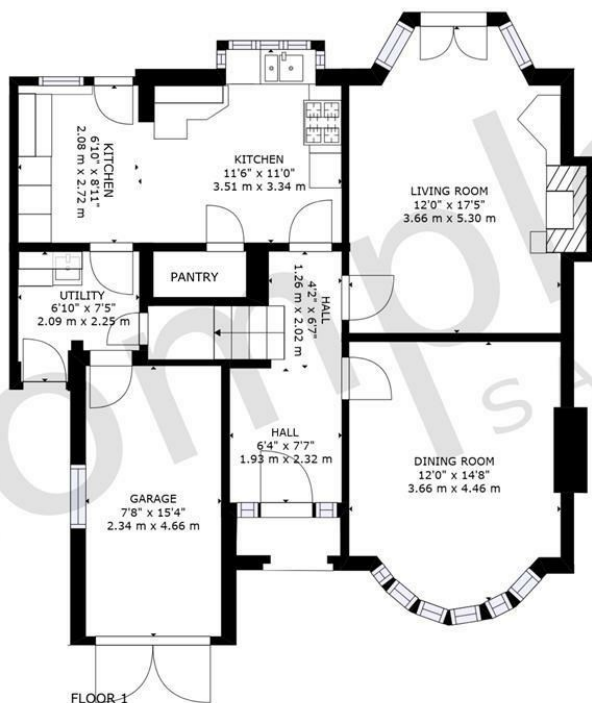 KITCHEN
6'10" x 8'11"
2.08 m x 2.72 m
KITCHEN
11'6" x 11'0"
3.51 m x 3.34 m
LIVING ROOM
12'0" x 17'5"
3.66 m x 5.30 m
UTILITY
6'10" x 7'5"
2.09 m x 2.25 m
PANTRY
HALL
4'2" x 6'7"
1.26 m x 2.02 m
HALL
6'4" x 7'7"
1.93 m x 2.32 m
DINING ROOM
12'0" x 14'8"
3.66 m x 4.46 m
GARAGE
7'8" x 15'4"
2.34 m x 4.66 m
FLOOR 1